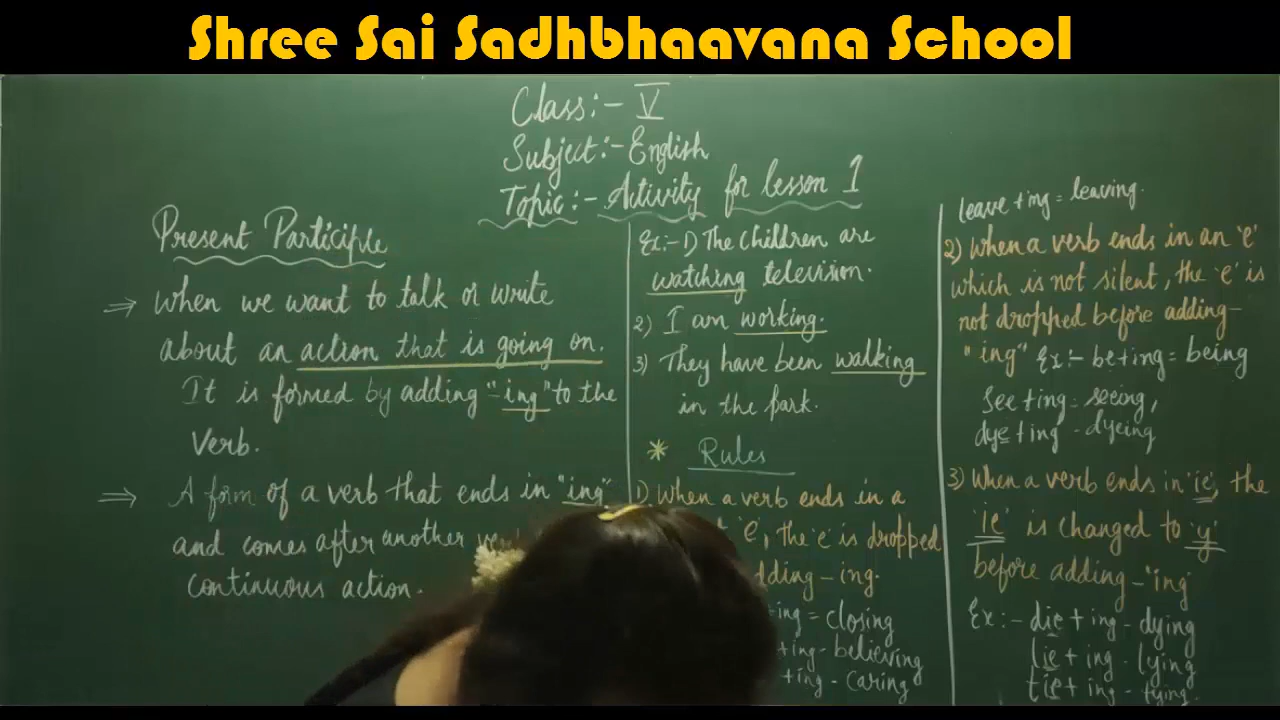 Shree Sai Sadhbhaavana School
Class:- V
Subject:- English
Topic:- Activity for lesson 1
Present Participle
⇒ When we want to talk or write
about an action that is going on.
It is formed by adding "-ing" to the
verb.
⇒ A form of a verb that ends in "ing"
and comes after another
continuous action.
Ex:- 1) The children are
watching television.
2) I am working.
3) They have been walking
in the park.
* Rules
1) When a verb ends in a
'e', the 'e' is dropped
adding -ing.
+ing = closing
+ing - believing
+ing - caring
leave + ing = leaving.
2) When a verb ends in an 'e'
which is not silent, the 'e' is
not dropped before adding-
"ing" Ex:- be+ing = being
See+ing = seeing,
dye+ing - dyeing
3) When a verb ends in 'ie', the
'ie' is changed to 'y'
before adding -"ing
Ex:- die + ing - dying
lie + ing - lying
tie + ing - tying.